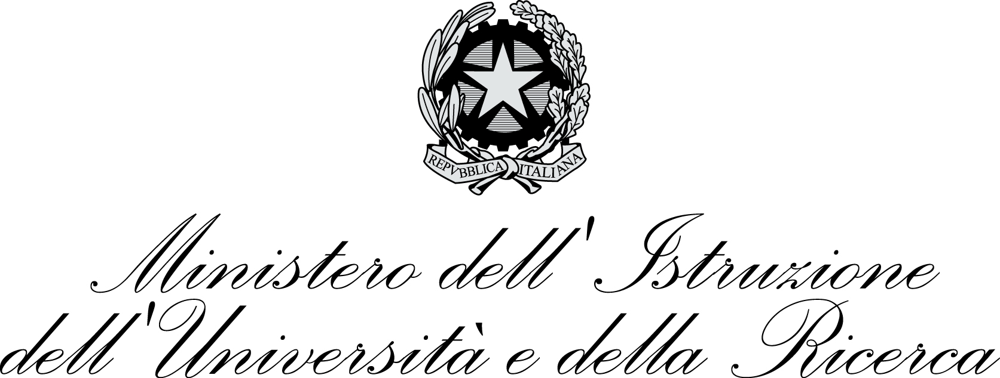 REPVBBLICA ITALIANA
Ministero dell'Istruzione
dell'Università e della Ricerca